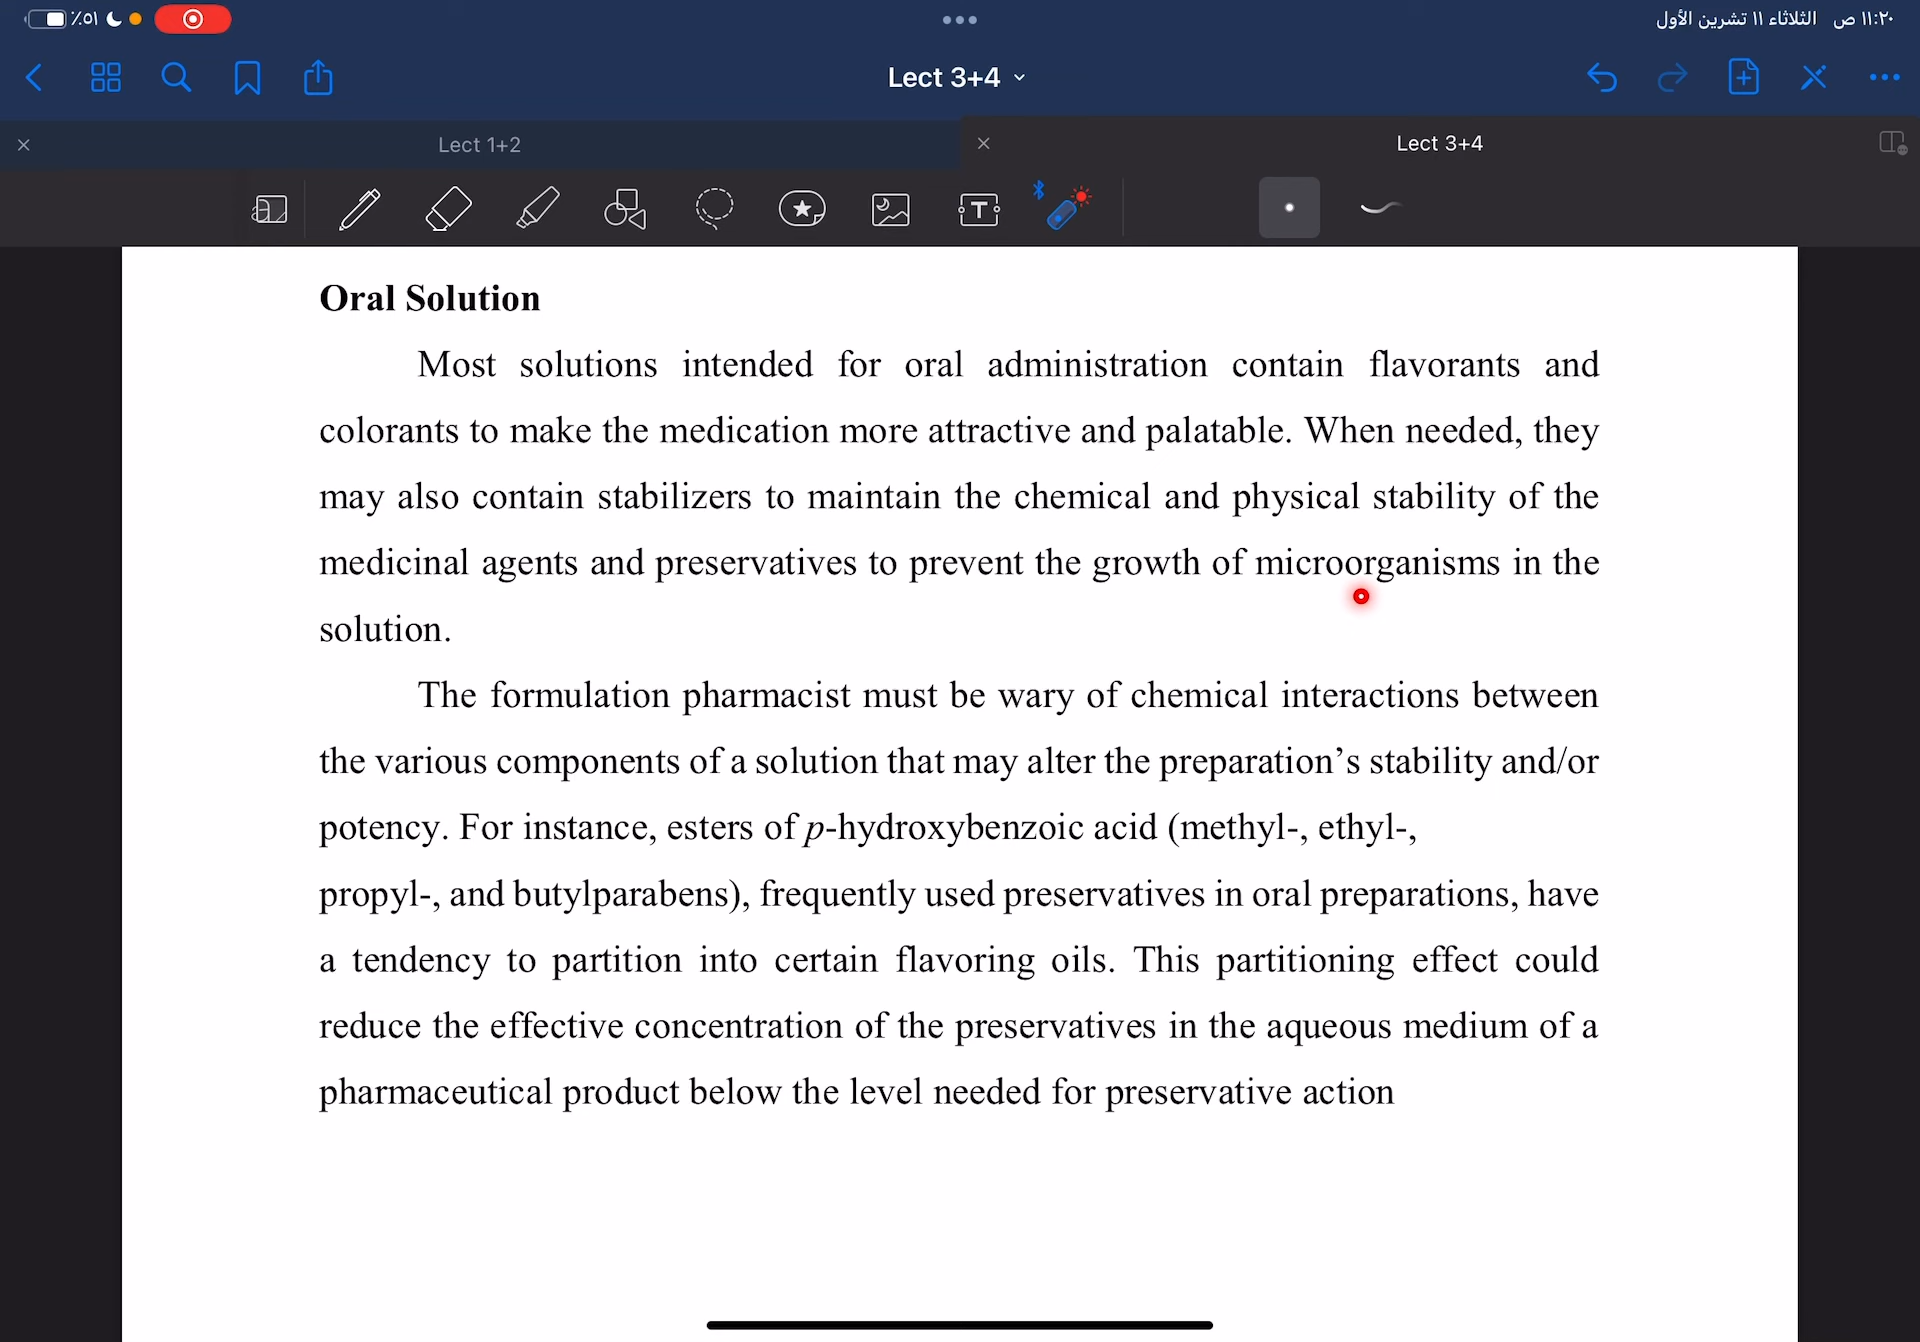 ٪٥١
١١:٢٠ ص الثلاثاء ١١ تشرين الأول
Lect 3+4
Lect 1+2
Lect 3+4
Oral Solution
Most solutions intended for oral administration contain flavorants and
colorants to make the medication more attractive and palatable. When needed, they
may also contain stabilizers to maintain the chemical and physical stability of the
medicinal agents and preservatives to prevent the growth of microorganisms in the
solution.
The formulation pharmacist must be wary of chemical interactions between
the various components of a solution that may alter the preparation’s stability and/or
potency. For instance, esters of p-hydroxybenzoic acid (methyl-, ethyl-,
propyl-, and butylparabens), frequently used preservatives in oral preparations, have
a tendency to partition into certain flavoring oils. This partitioning effect could
reduce the effective concentration of the preservatives in the aqueous medium of a
pharmaceutical product below the level needed for preservative action